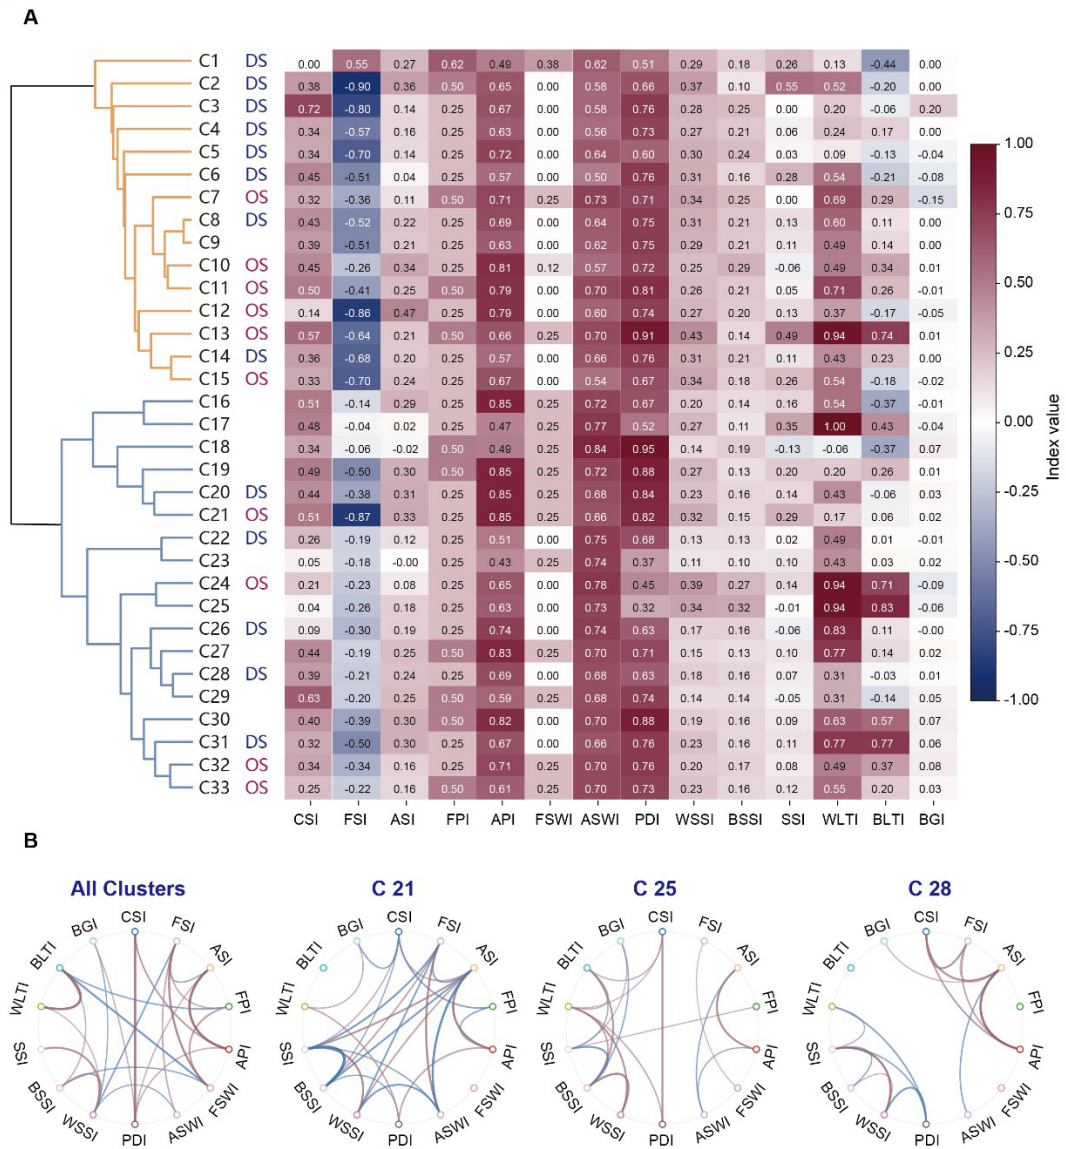 A
C1 DS 0.00 0.55 0.27 0.62 0.49 0.38 0.62 0.51 0.29 0.18 0.26 0.13 -0.44 0.00
C2 DS 0.38 -0.90 0.36 0.50 0.65 0.00 0.58 0.66 0.37 0.10 0.55 0.52 -0.20 0.00
C3 DS 0.72 -0.80 0.14 0.25 0.67 0.00 0.58 0.76 0.28 0.25 0.00 0.20 -0.06 0.20
C4 DS 0.34 -0.57 0.16 0.25 0.63 0.00 0.56 0.73 0.27 0.21 0.06 0.24 0.17 0.00
C5 DS 0.34 -0.70 0.14 0.25 0.72 0.00 0.64 0.60 0.30 0.24 0.03 0.09 -0.13 -0.04
C6 DS 0.45 -0.51 0.04 0.25 0.57 0.00 0.50 0.76 0.31 0.16 0.28 0.54 -0.21 -0.08
C7 OS 0.32 -0.36 0.11 0.50 0.71 0.25 0.73 0.71 0.34 0.25 0.00 0.69 0.29 -0.15
C8 DS 0.43 -0.52 0.22 0.25 0.69 0.00 0.64 0.75 0.31 0.21 0.13 0.60 0.11 0.00
C9 0.39 -0.51 0.21 0.25 0.63 0.00 0.62 0.75 0.29 0.21 0.11 0.49 0.14 0.00
C10 OS 0.45 -0.26 0.34 0.25 0.81 0.12 0.57 0.72 0.25 0.29 -0.06 0.49 0.34 0.01
C11 OS 0.50 -0.41 0.25 0.50 0.79 0.00 0.70 0.81 0.26 0.21 0.05 0.71 0.26 -0.01
C12 OS 0.14 -0.86 0.47 0.25 0.79 0.00 0.60 0.74 0.27 0.20 0.13 0.37 -0.17 -0.05
C13 OS 0.57 -0.64 0.21 0.50 0.66 0.25 0.70 0.91 0.43 0.14 0.49 0.94 0.74 0.01
C14 DS 0.36 -0.68 0.20 0.25 0.57 0.00 0.66 0.76 0.31 0.21 0.11 0.43 0.23 0.00
C15 OS 0.33 -0.70 0.24 0.25 0.67 0.00 0.54 0.67 0.34 0.18 0.26 0.54 -0.18 -0.02
C16 0.51 -0.14 0.29 0.25 0.85 0.25 0.72 0.67 0.20 0.14 0.16 0.54 -0.37 -0.01
C17 0.48 -0.04 0.02 0.25 0.47 0.25 0.77 0.52 0.27 0.11 0.35 1.00 0.43 -0.04
C18 0.34 -0.06 -0.02 0.50 0.49 0.25 0.84 0.95 0.14 0.19 -0.13 -0.06 -0.37 0.07
C19 0.49 -0.50 0.30 0.50 0.85 0.25 0.72 0.88 0.27 0.13 0.20 0.20 0.26 0.01
C20 DS 0.44 -0.38 0.31 0.25 0.85 0.25 0.68 0.84 0.23 0.16 0.14 0.43 -0.06 0.03
C21 OS 0.51 -0.87 0.33 0.25 0.85 0.25 0.66 0.82 0.32 0.15 0.29 0.17 0.06 0.02
C22 DS 0.26 -0.19 0.12 0.25 0.51 0.00 0.75 0.68 0.13 0.13 0.02 0.49 0.01 -0.01
C23 0.05 -0.18 -0.00 0.25 0.43 0.25 0.74 0.37 0.11 0.10 0.10 0.43 0.03 0.02
C24 OS 0.21 -0.23 0.08 0.25 0.65 0.00 0.78 0.45 0.39 0.27 0.14 0.94 0.71 -0.09
C25 0.04 -0.26 0.18 0.25 0.63 0.00 0.73 0.32 0.34 0.32 -0.01 0.94 0.83 -0.06
C26 DS 0.09 -0.30 0.19 0.25 0.74 0.00 0.74 0.63 0.17 0.16 -0.06 0.83 0.11 -0.00
C27 0.44 -0.19 0.25 0.50 0.83 0.25 0.70 0.71 0.15 0.13 0.10 0.77 0.14 0.02
C28 DS 0.39 -0.21 0.24 0.25 0.69 0.00 0.68 0.63 0.18 0.16 0.07 0.31 -0.03 0.01
C29 0.63 -0.20 0.25 0.50 0.59 0.25 0.68 0.74 0.14 0.14 -0.05 0.31 -0.14 0.05
C30 0.40 -0.39 0.30 0.50 0.82 0.00 0.70 0.88 0.19 0.16 0.09 0.63 0.57 0.07
C31 DS 0.32 -0.50 0.30 0.25 0.67 0.00 0.66 0.76 0.23 0.16 0.11 0.77 0.77 0.06
C32 OS 0.34 -0.34 0.16 0.25 0.71 0.25 0.70 0.76 0.20 0.17 0.08 0.49 0.37 0.08
C33 OS 0.25 -0.22 0.16 0.50 0.61 0.25 0.70 0.73 0.23 0.16 0.12 0.55 0.20 0.03
CSI FSI ASI FPI API FSWI ASWI PDI WSSI BSSI SSI WLTI BLTI BGI
1.00
0.75
0.50
0.25
0.00
-0.25
-0.50
-0.75
-1.00
Index value
B
All Clusters
CSI
FSI
ASI
FPI
API
FSWI
ASWI
PDI
WSSI
BSSI
SSI
WLTI
BLTI
BGI
C 21
CSI
FSI
ASI
FPI
API
FSWI
ASWI
PDI
WSSI
BSSI
SSI
WLTI
BLTI
BGI
C 25
CSI
FSI
ASI
FPI
API
FSWI
ASWI
PDI
WSSI
BSSI
SSI
WLTI
BLTI
BGI
C 28
CSI
FSI
ASI
FPI
API
FSWI
ASWI
PDI
WSSI
BSSI
SSI
WLTI
BLTI
BGI